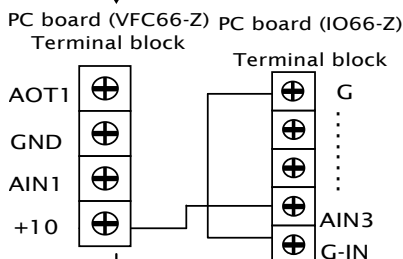 PC board (VFC66-Z)
Terminal block
AOT1
GND
AIN1
+10
PC board (IO66-Z)
Terminal block
G
AIN3
G-IN